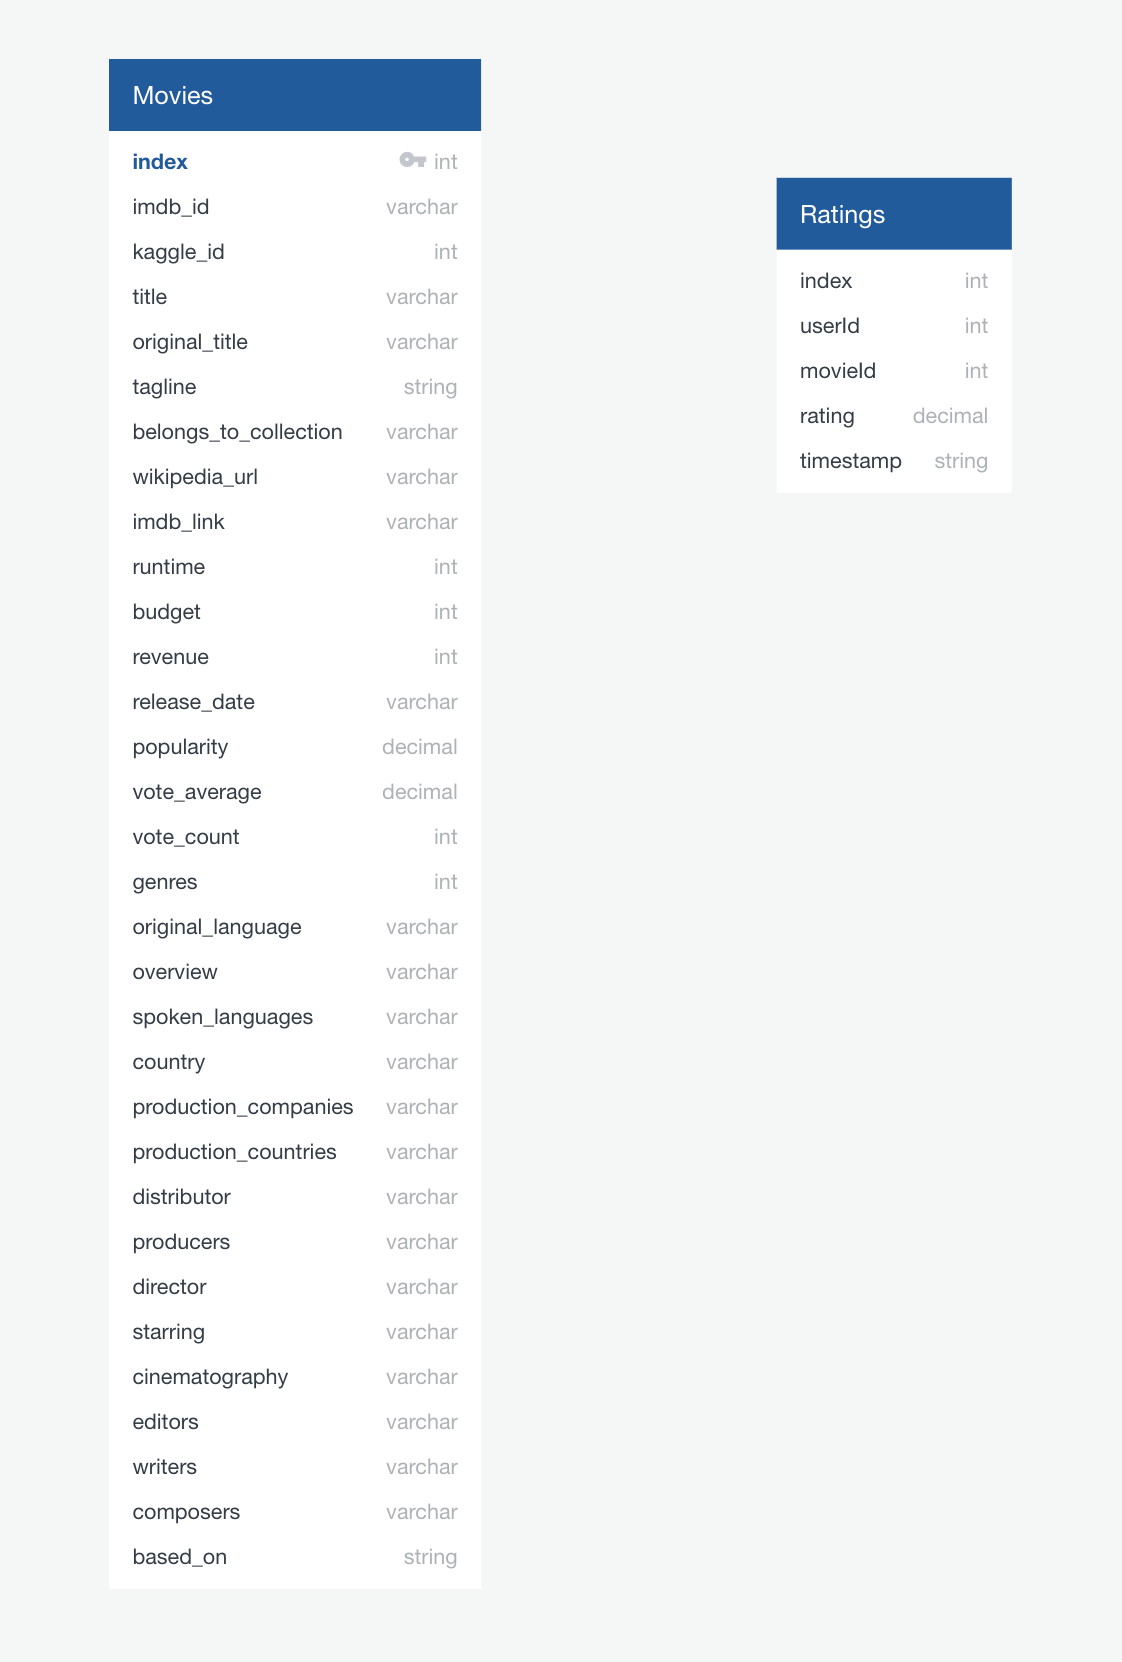 Movies
index int
imdb_id varchar
kaggle_id int
title varchar
original_title varchar
tagline string
belongs_to_collection varchar
wikipedia_url varchar
imdb_link varchar
runtime int
budget int
revenue int
release_date varchar
popularity decimal
vote_average decimal
vote_count int
genres int
original_language varchar
overview varchar
spoken_languages varchar
country varchar
production_companies varchar
production_countries varchar
distributor varchar
producers varchar
director varchar
starring varchar
cinematography varchar
editors varchar
writers varchar
composers varchar
based_on string
Ratings
index int
userId int
movieId int
rating decimal
timestamp string